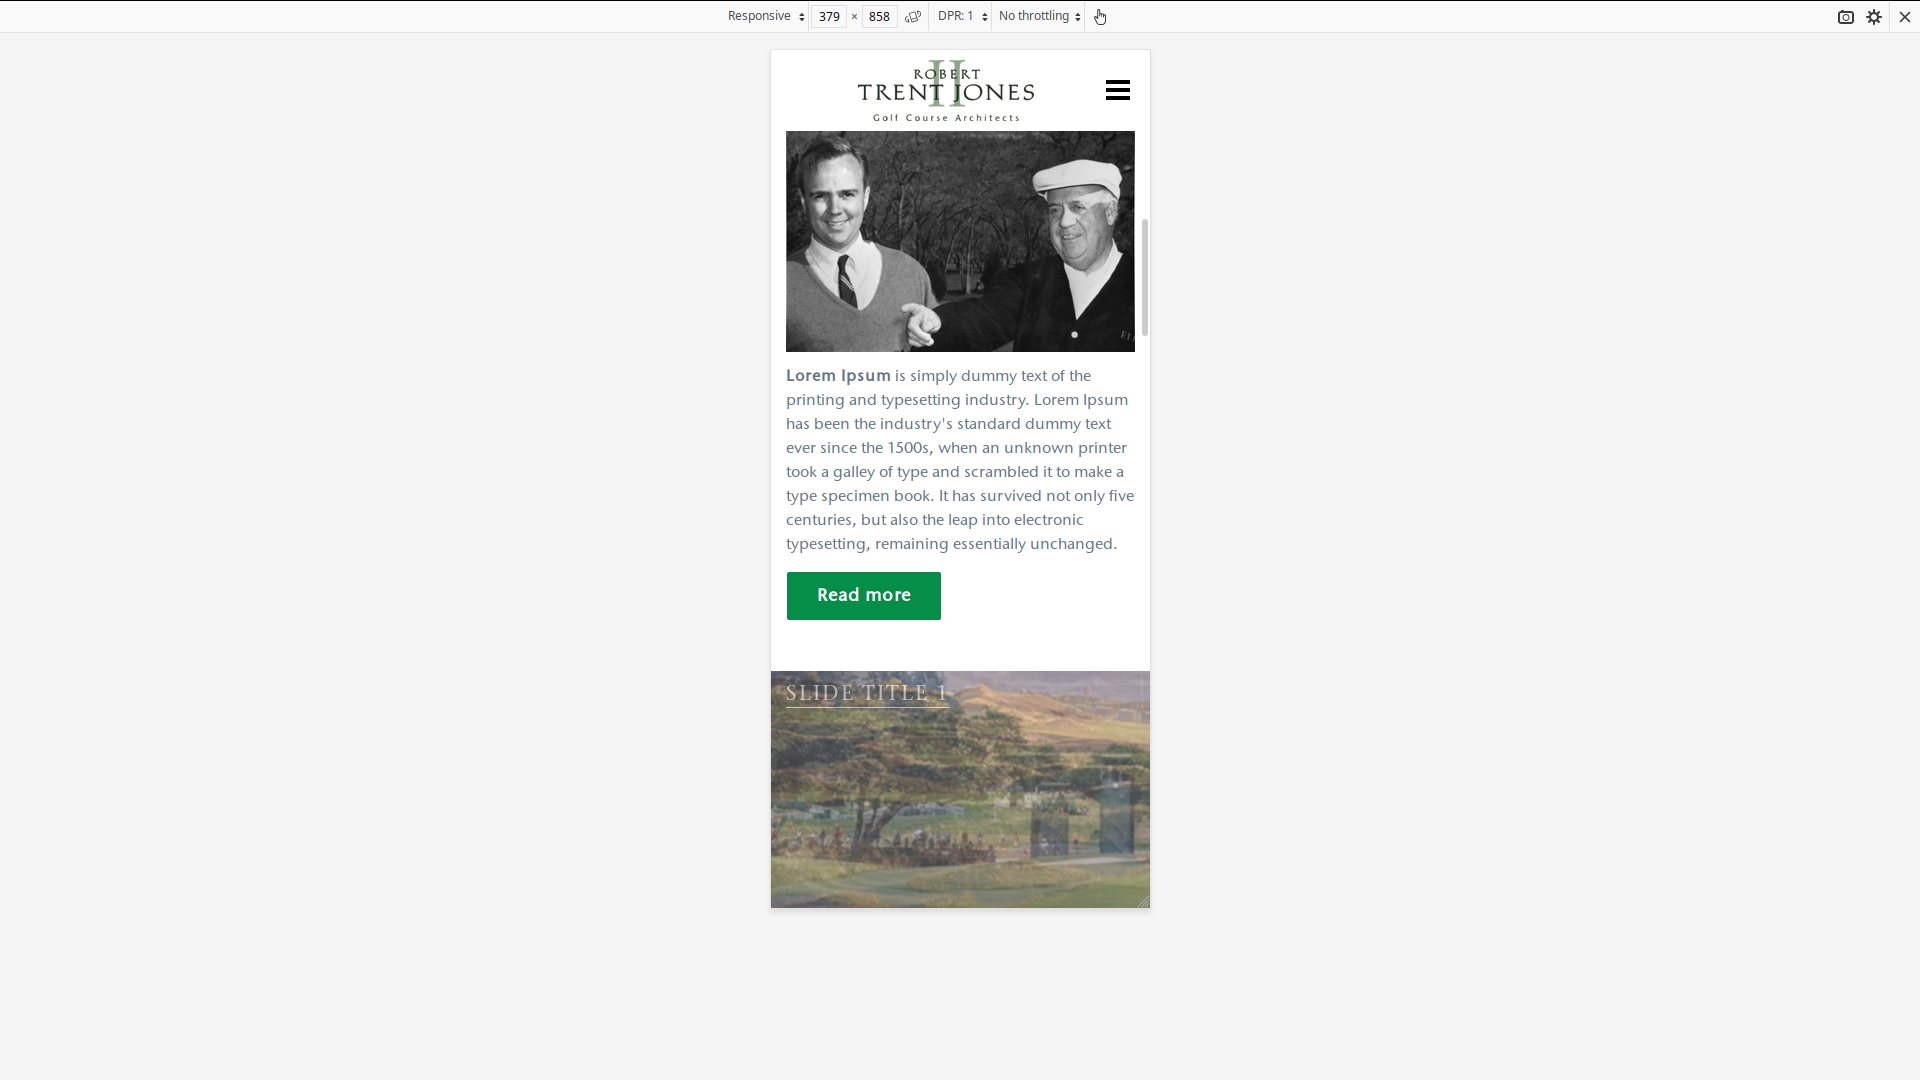 Responsive 379 × 858 DPR: 1 No throttling
II
ROBERT
TRENT JONES
Golf Course Architects
Lorem Ipsum is simply dummy text of the
printing and typesetting industry. Lorem Ipsum
has been the industry's standard dummy text
ever since the 1500s, when an unknown printer
took a galley of type and scrambled it to make a
type specimen book. It has survived not only five
centuries, but also the leap into electronic
typesetting, remaining essentially unchanged.
Read more
SLIDE TITLE 1